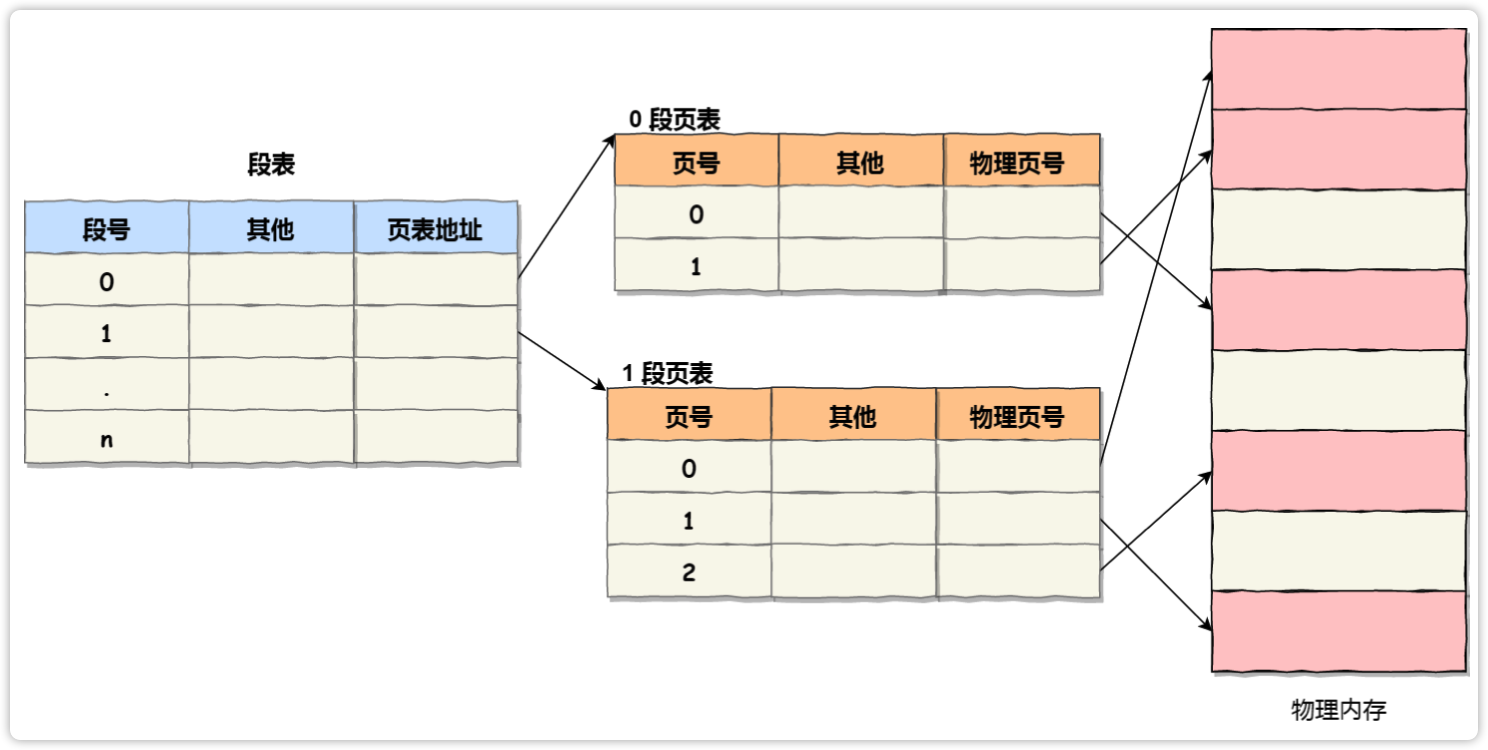 段表
段号 其他 页表地址
0
1
.
n
0 段页表
页号 其他 物理页号
0
1
1 段页表
页号 其他 物理页号
0
1
2
物理内存